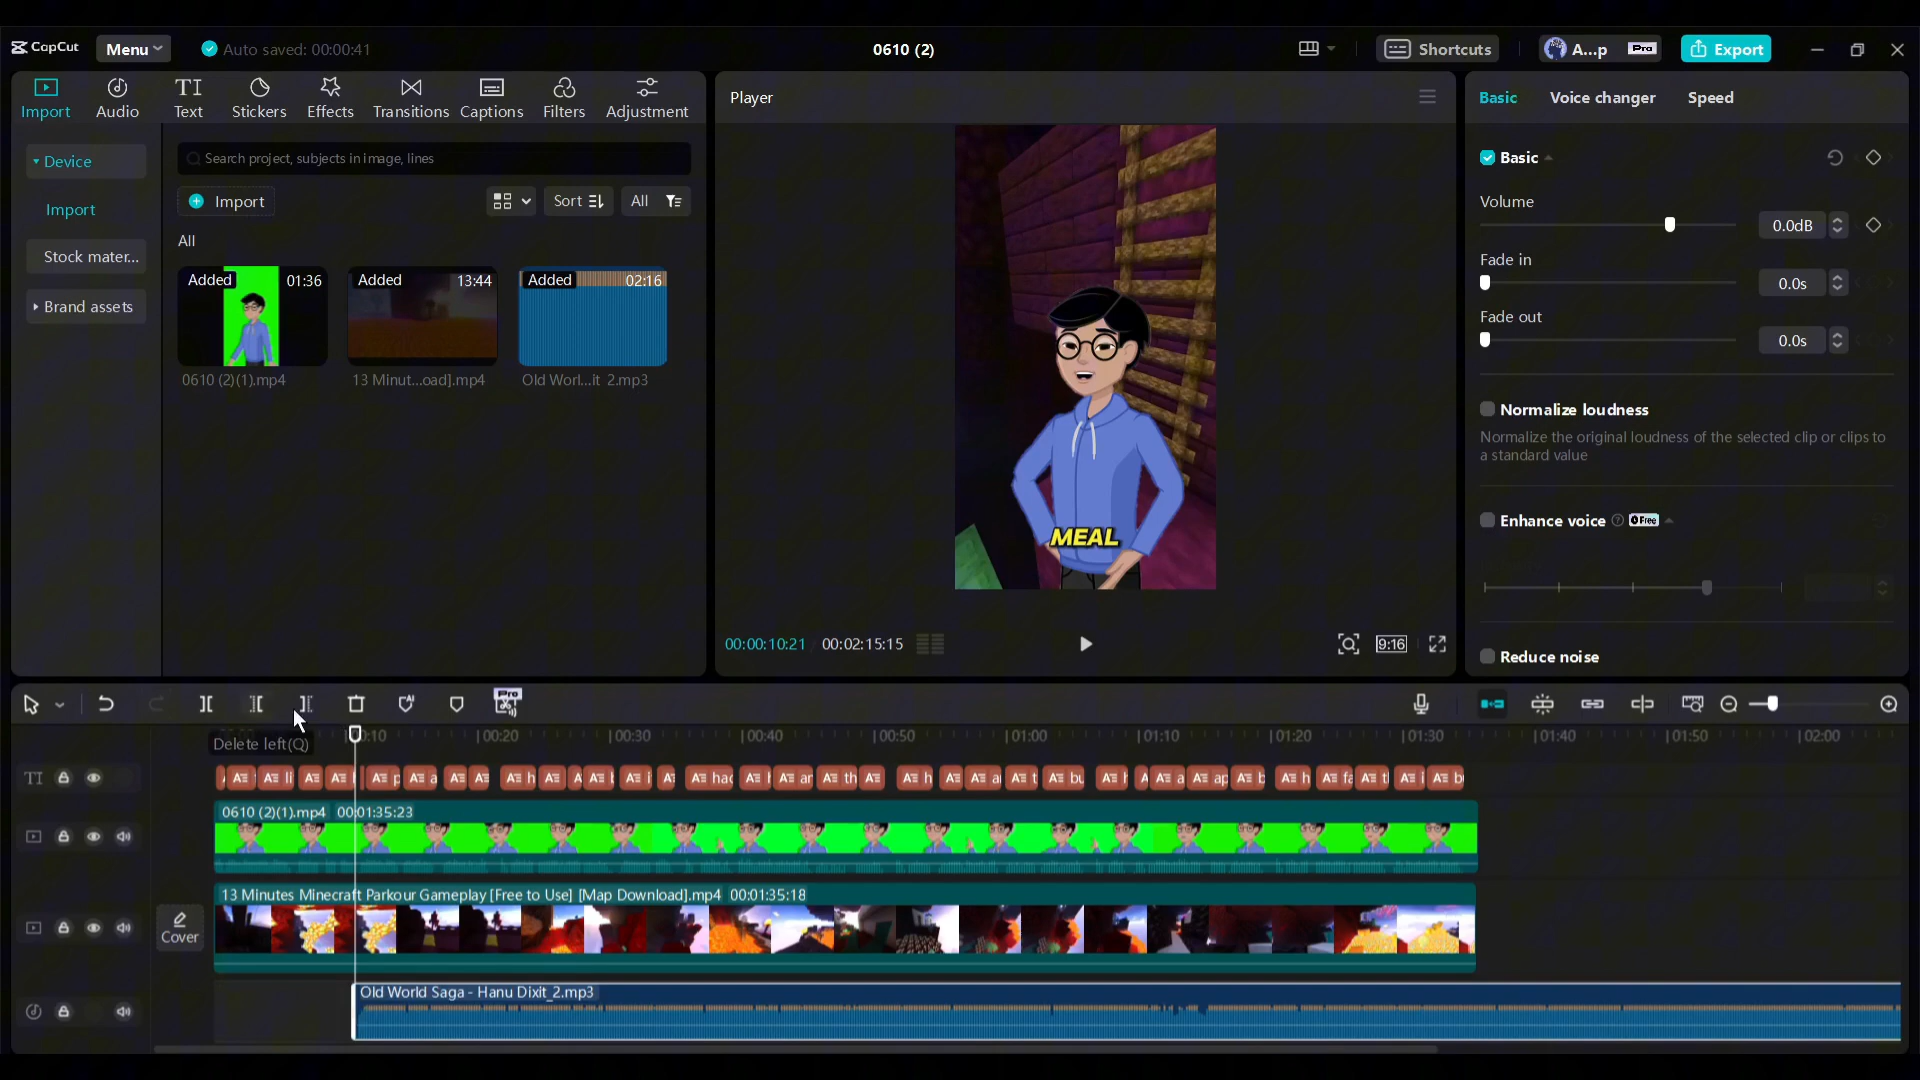 CapCut
Menu
Auto saved: 00:00:41
0610 (2)
Shortcuts
A...p
Pro
Export
Import
Audio
Text
Stickers
Effects
Transitions
Captions
Filters
Adjustment
Player
Basic
Voice changer
Speed
Device
Import
Stock mater...
Brand assets
Search project, subjects in image, lines
Import
Sort
All
All
Added
01:36
Added
13:44
Added
02:16
0610 (2)(1).mp4
13 Minut...oad].mp4
Old Worl...it 2.mp3
MEAL
00:00:10:21
00:02:15:15
9:16
Basic
Volume
0.0dB
Fade in
0.0s
Fade out
0.0s
Normalize loudness
Normalize the original loudness of the selected clip or clips to
a standard value
Enhance voice
Free
Reduce noise
Pro
Delete left(Q)
00:20
00:30
00:40
00:50
01:00
01:10
01:20
01:30
01:40
01:50
02:00
0610 (2)(1).mp4 00:01:35:23
13 Minutes Minecraft Parkour Gameplay [Free to Use] [Map Download].mp4 00:01:35:18
Cover
Old World Saga - Hanu Dixit_2.mp3